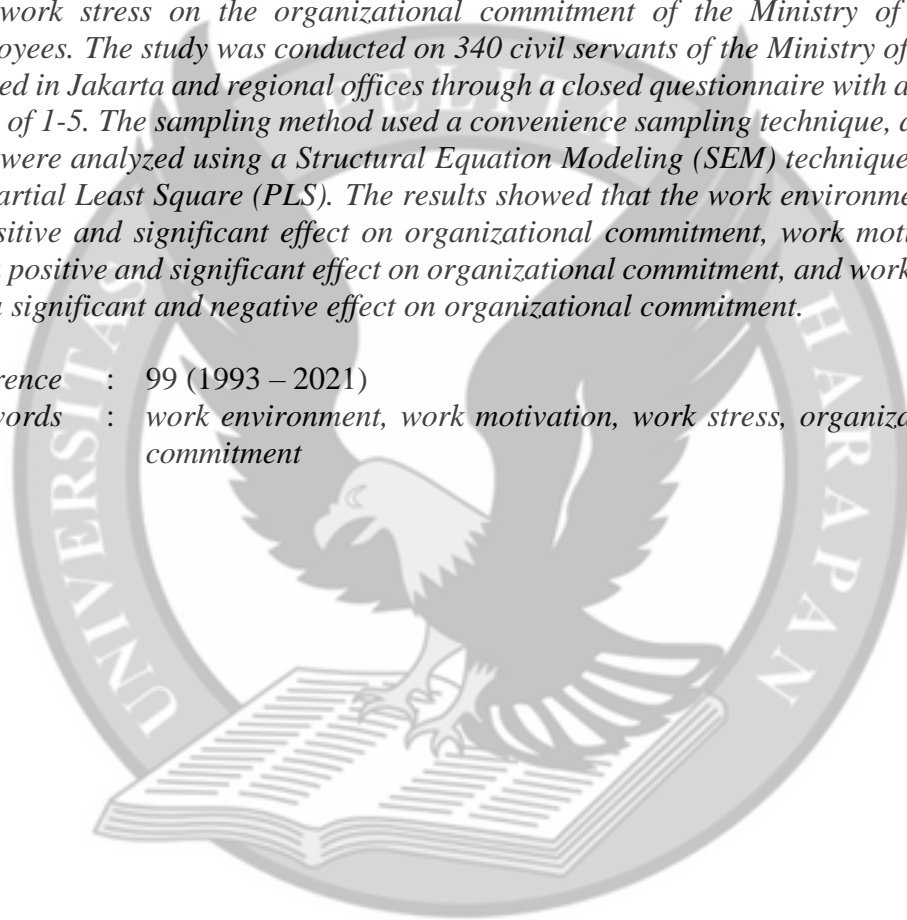 work stress on the organizational commitment of the Ministry of
oyees. The study was conducted on 340 civil servants of the Ministry of
ed in Jakarta and regional offices through a closed questionnaire with a
of 1-5. The sampling method used a convenience sampling technique, a
were analyzed using a Structural Equation Modeling (SEM) technique
artial Least Square (PLS). The results showed that the work environme
sitive and significant effect on organizational commitment, work moti
positive and significant effect on organizational commitment, and work
significant and negative effect on organizational commitment.
rence : 99 (1993 – 2021)
words : work environment, work motivation, work stress, organiza
commitment
UNIVERSITAS PELITA HARAPAN